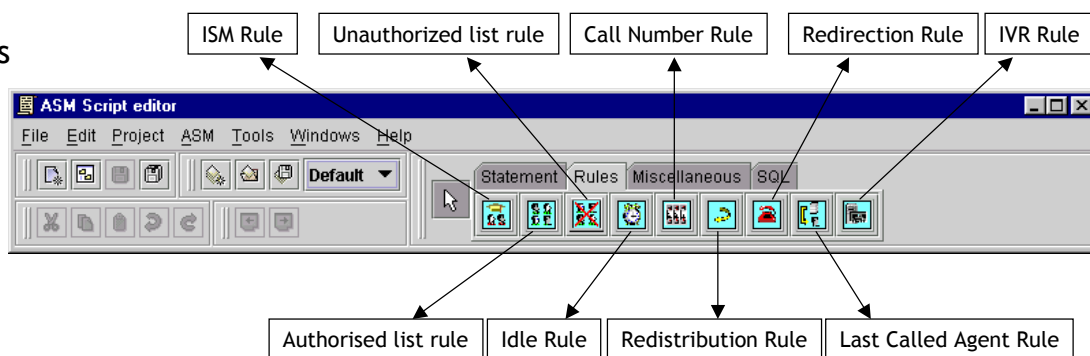 ISM Rule
Unauthorized list rule
Call Number Rule
Redirection Rule
IVR Rule
s
ASM Script editor
File Edit Project ASM Tools Windows Help
Default
Statement Rules Miscellaneous SQL
Authorised list rule
Idle Rule
Redistribution Rule
Last Called Agent Rule